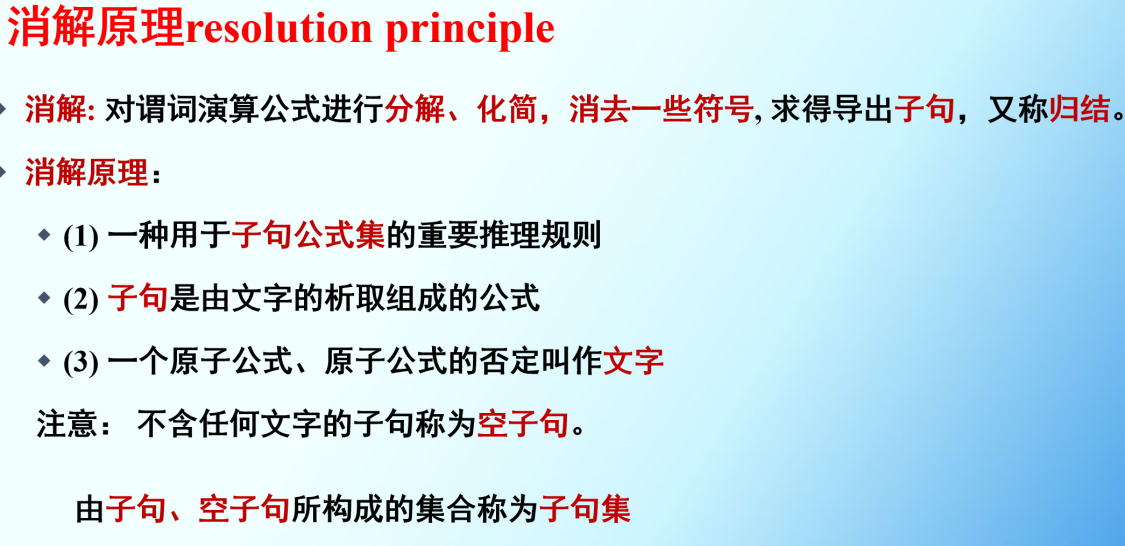 消解原理resolution principle
消解: 对谓词演算公式进行分解、化简，消去一些符号, 求得导出子句，又称归结。
消解原理：
(1) 一种用于子句公式集的重要推理规则
(2) 子句是由文字的析取组成的公式
(3) 一个原子公式、原子公式的否定叫作文字
注意： 不含任何文字的子句称为空子句。
由子句、空子句所构成的集合称为子句集